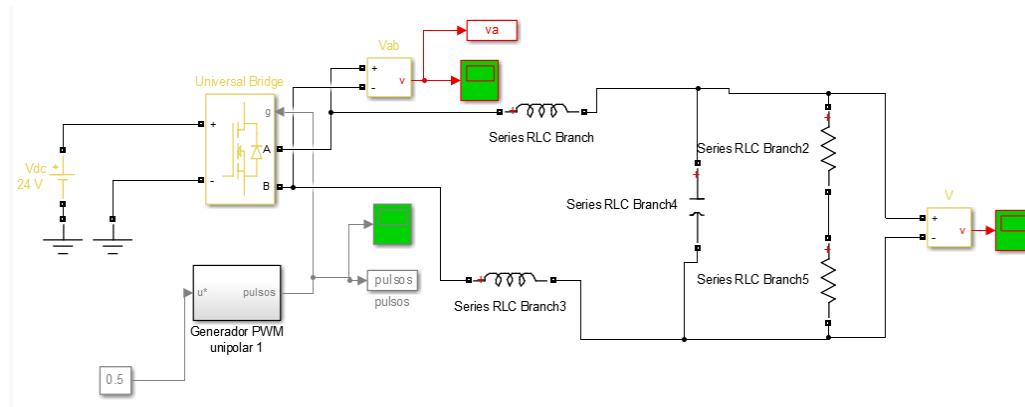 va
Vab
+
-
v
Universal Bridge
g
+
A
Series RLC Branch
Series RLC Branch2
Vdc
24 V
+
-
B
Series RLC Branch4
V
+
-
v
u*
pulsos
pulsos
pulsos
Series RLC Branch3
Series RLC Branch5
Generador PWM
unipolar 1
0.5